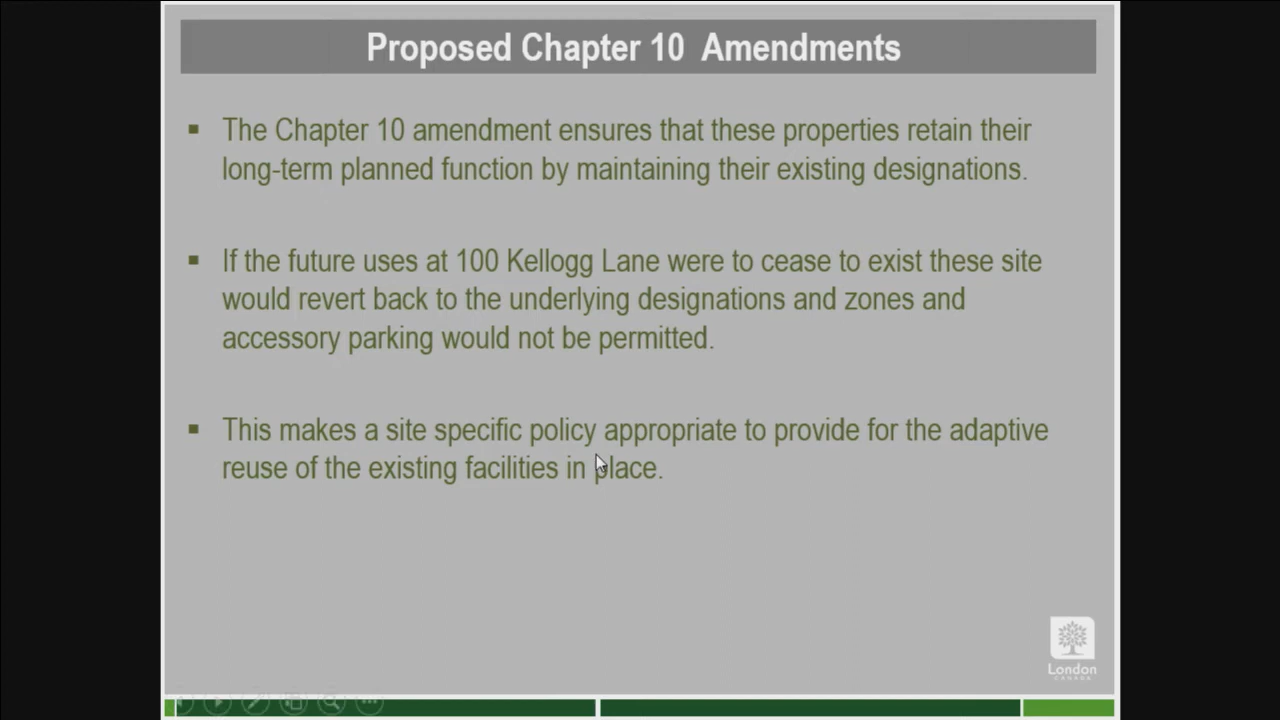 Proposed Chapter 10 Amendments
The Chapter 10 amendment ensures that these properties retain their
long-term planned function by maintaining their existing designations.
If the future uses at 100 Kellogg Lane were to cease to exist these site
would revert back to the underlying designations and zones and
accessory parking would not be permitted.
This makes a site specific policy appropriate to provide for the adaptive
reuse of the existing facilities in place.
London
CANADA